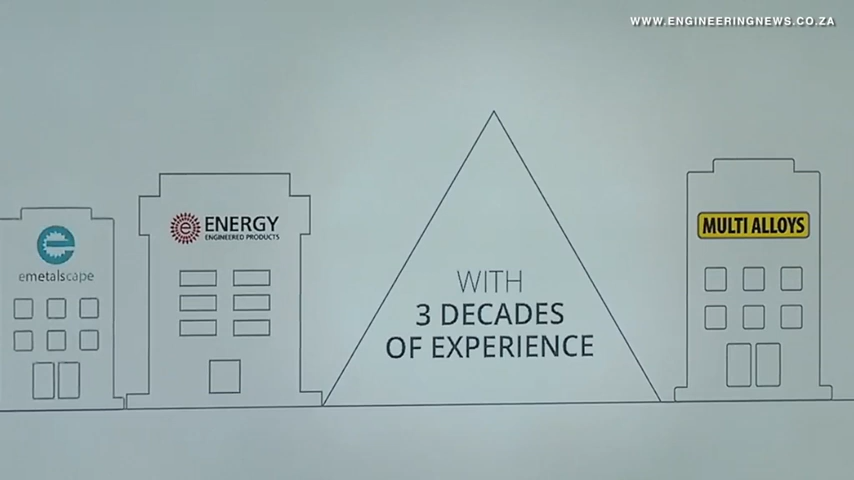 WWW.ENGINEERINGNEWS.CO.ZA
emetalscape
e ENERGY
ENGINEERED PRODUCTS
MULTI ALLOYS
WITH
3 DECADES
OF EXPERIENCE